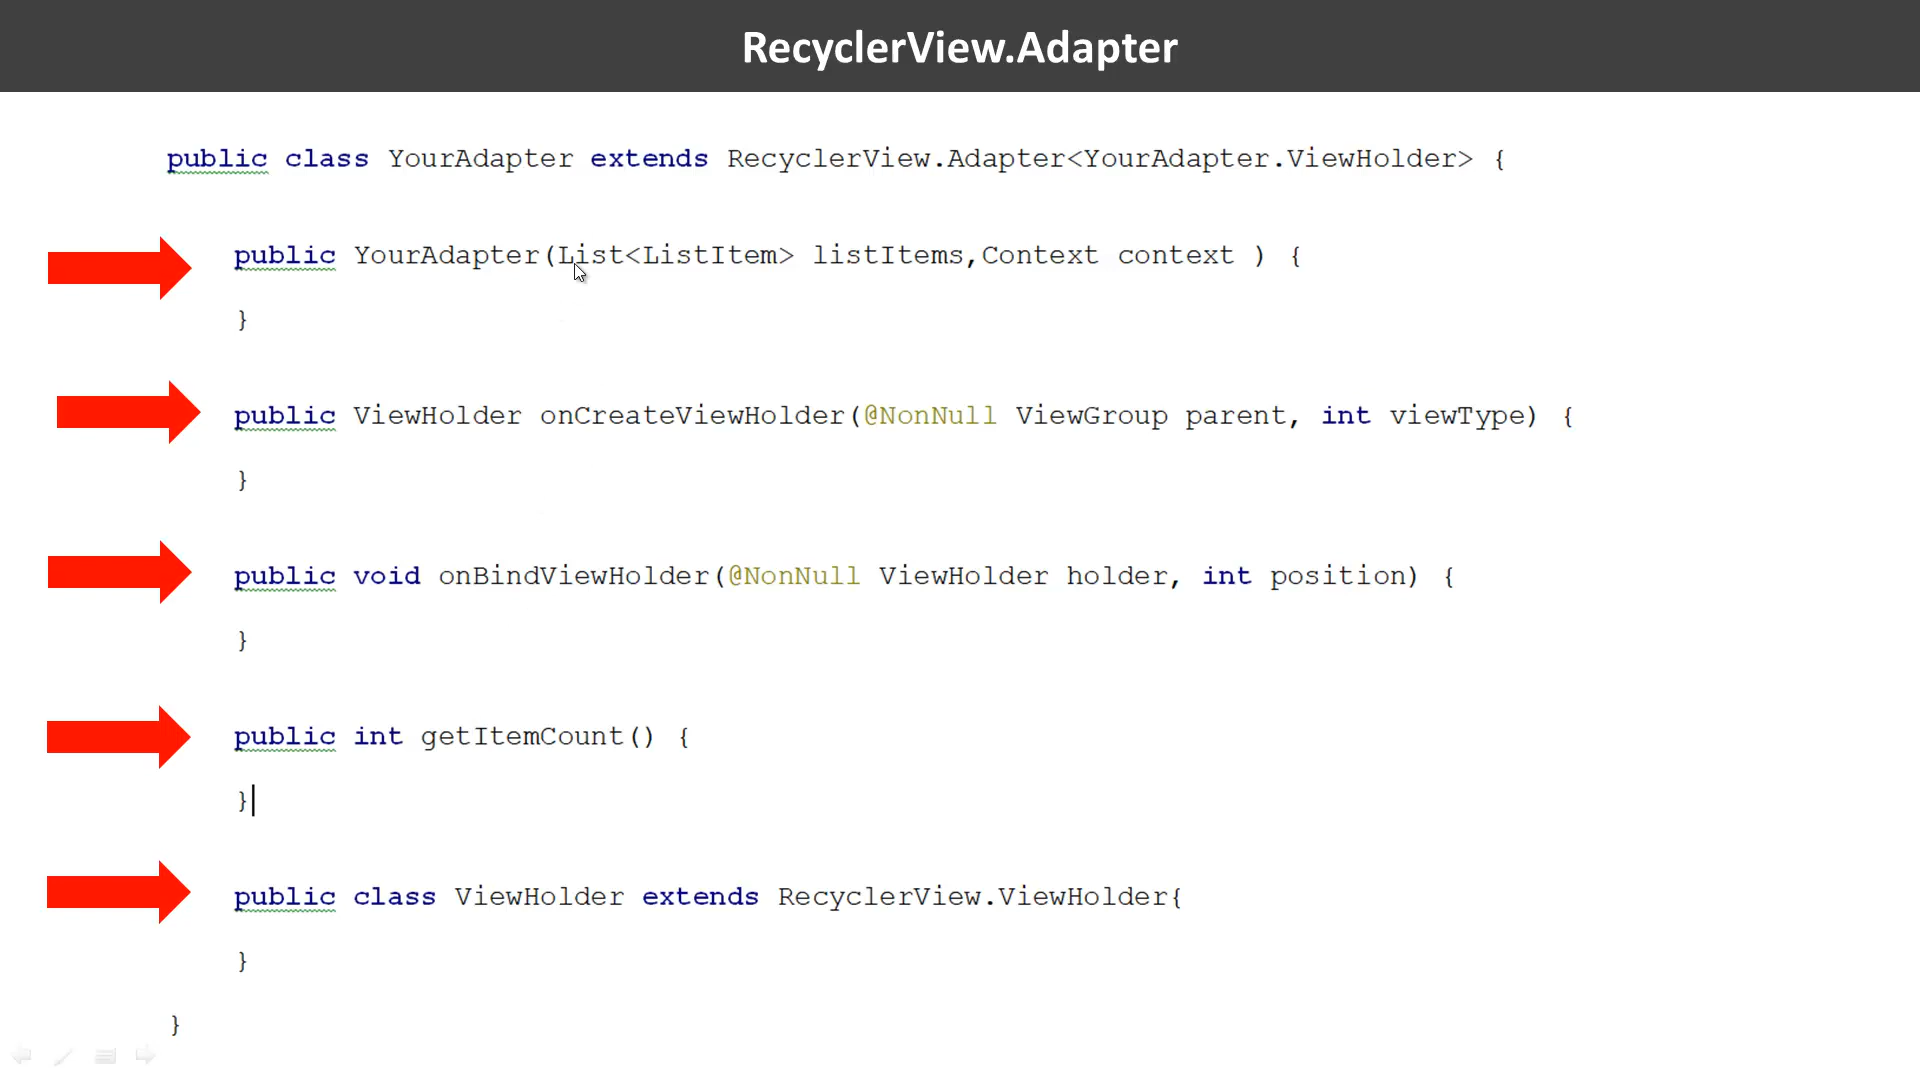 RecyclerView.Adapter
public class YourAdapter extends RecyclerView.Adapter<YourAdapter.ViewHolder> {
public YourAdapter(List<ListItem> listItems,Context context ) {
}
public ViewHolder onCreateViewHolder(@NonNull ViewGroup parent, int viewType) {
}
public void onBindViewHolder(@NonNull ViewHolder holder, int position) {
}
public int getItemCount() {
}
public class ViewHolder extends RecyclerView.ViewHolder{
}
}